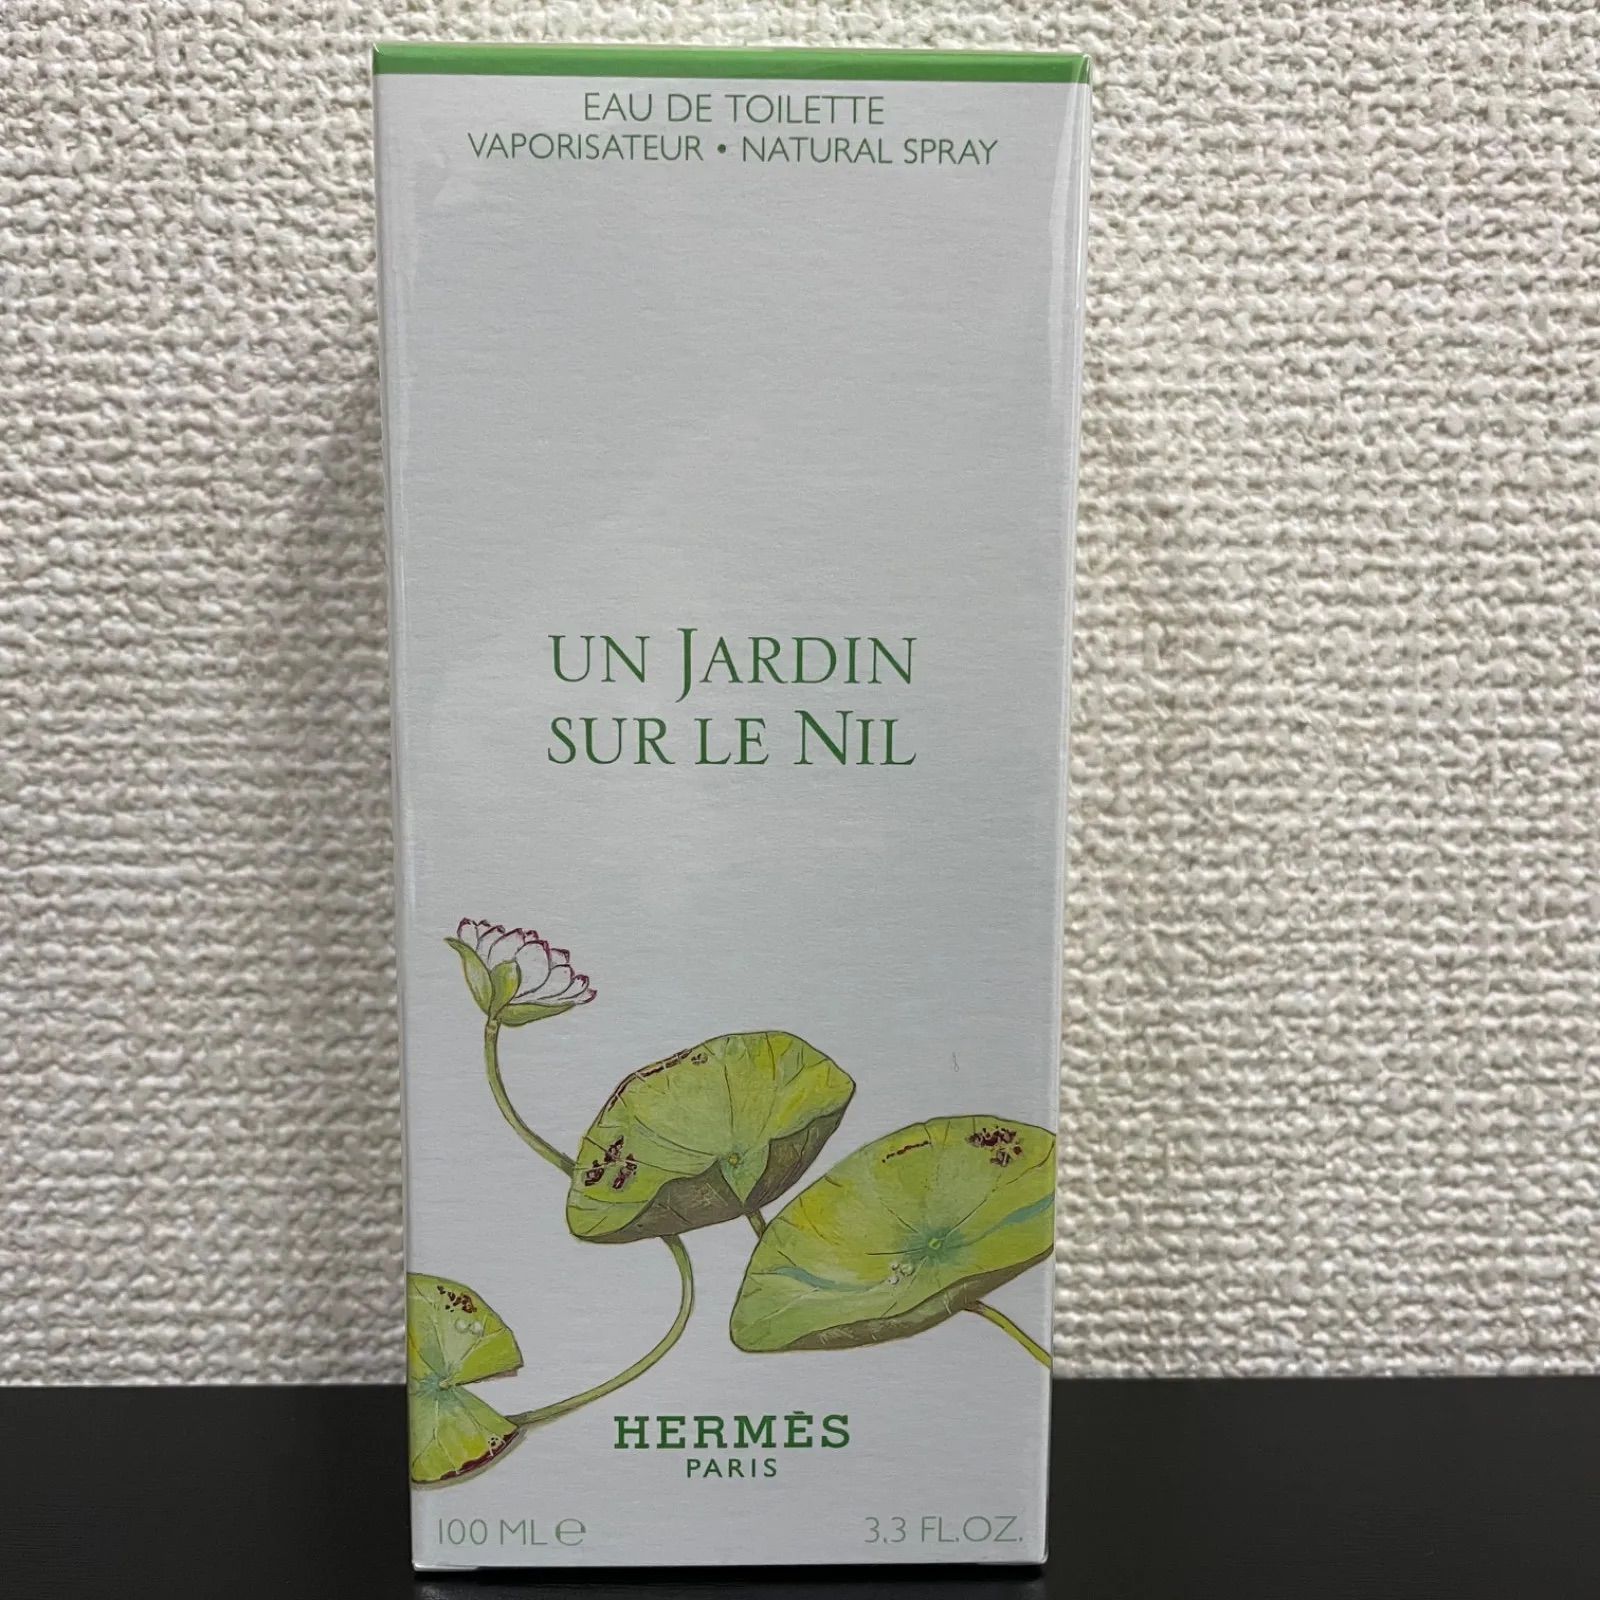 EAU DE TOILETTE
VAPORISATEUR • NATURAL SPRAY
UN JARDIN
SUR LE NIL
HERMÈS
PARIS
100 ML ℮ 3.3 FL.OZ.